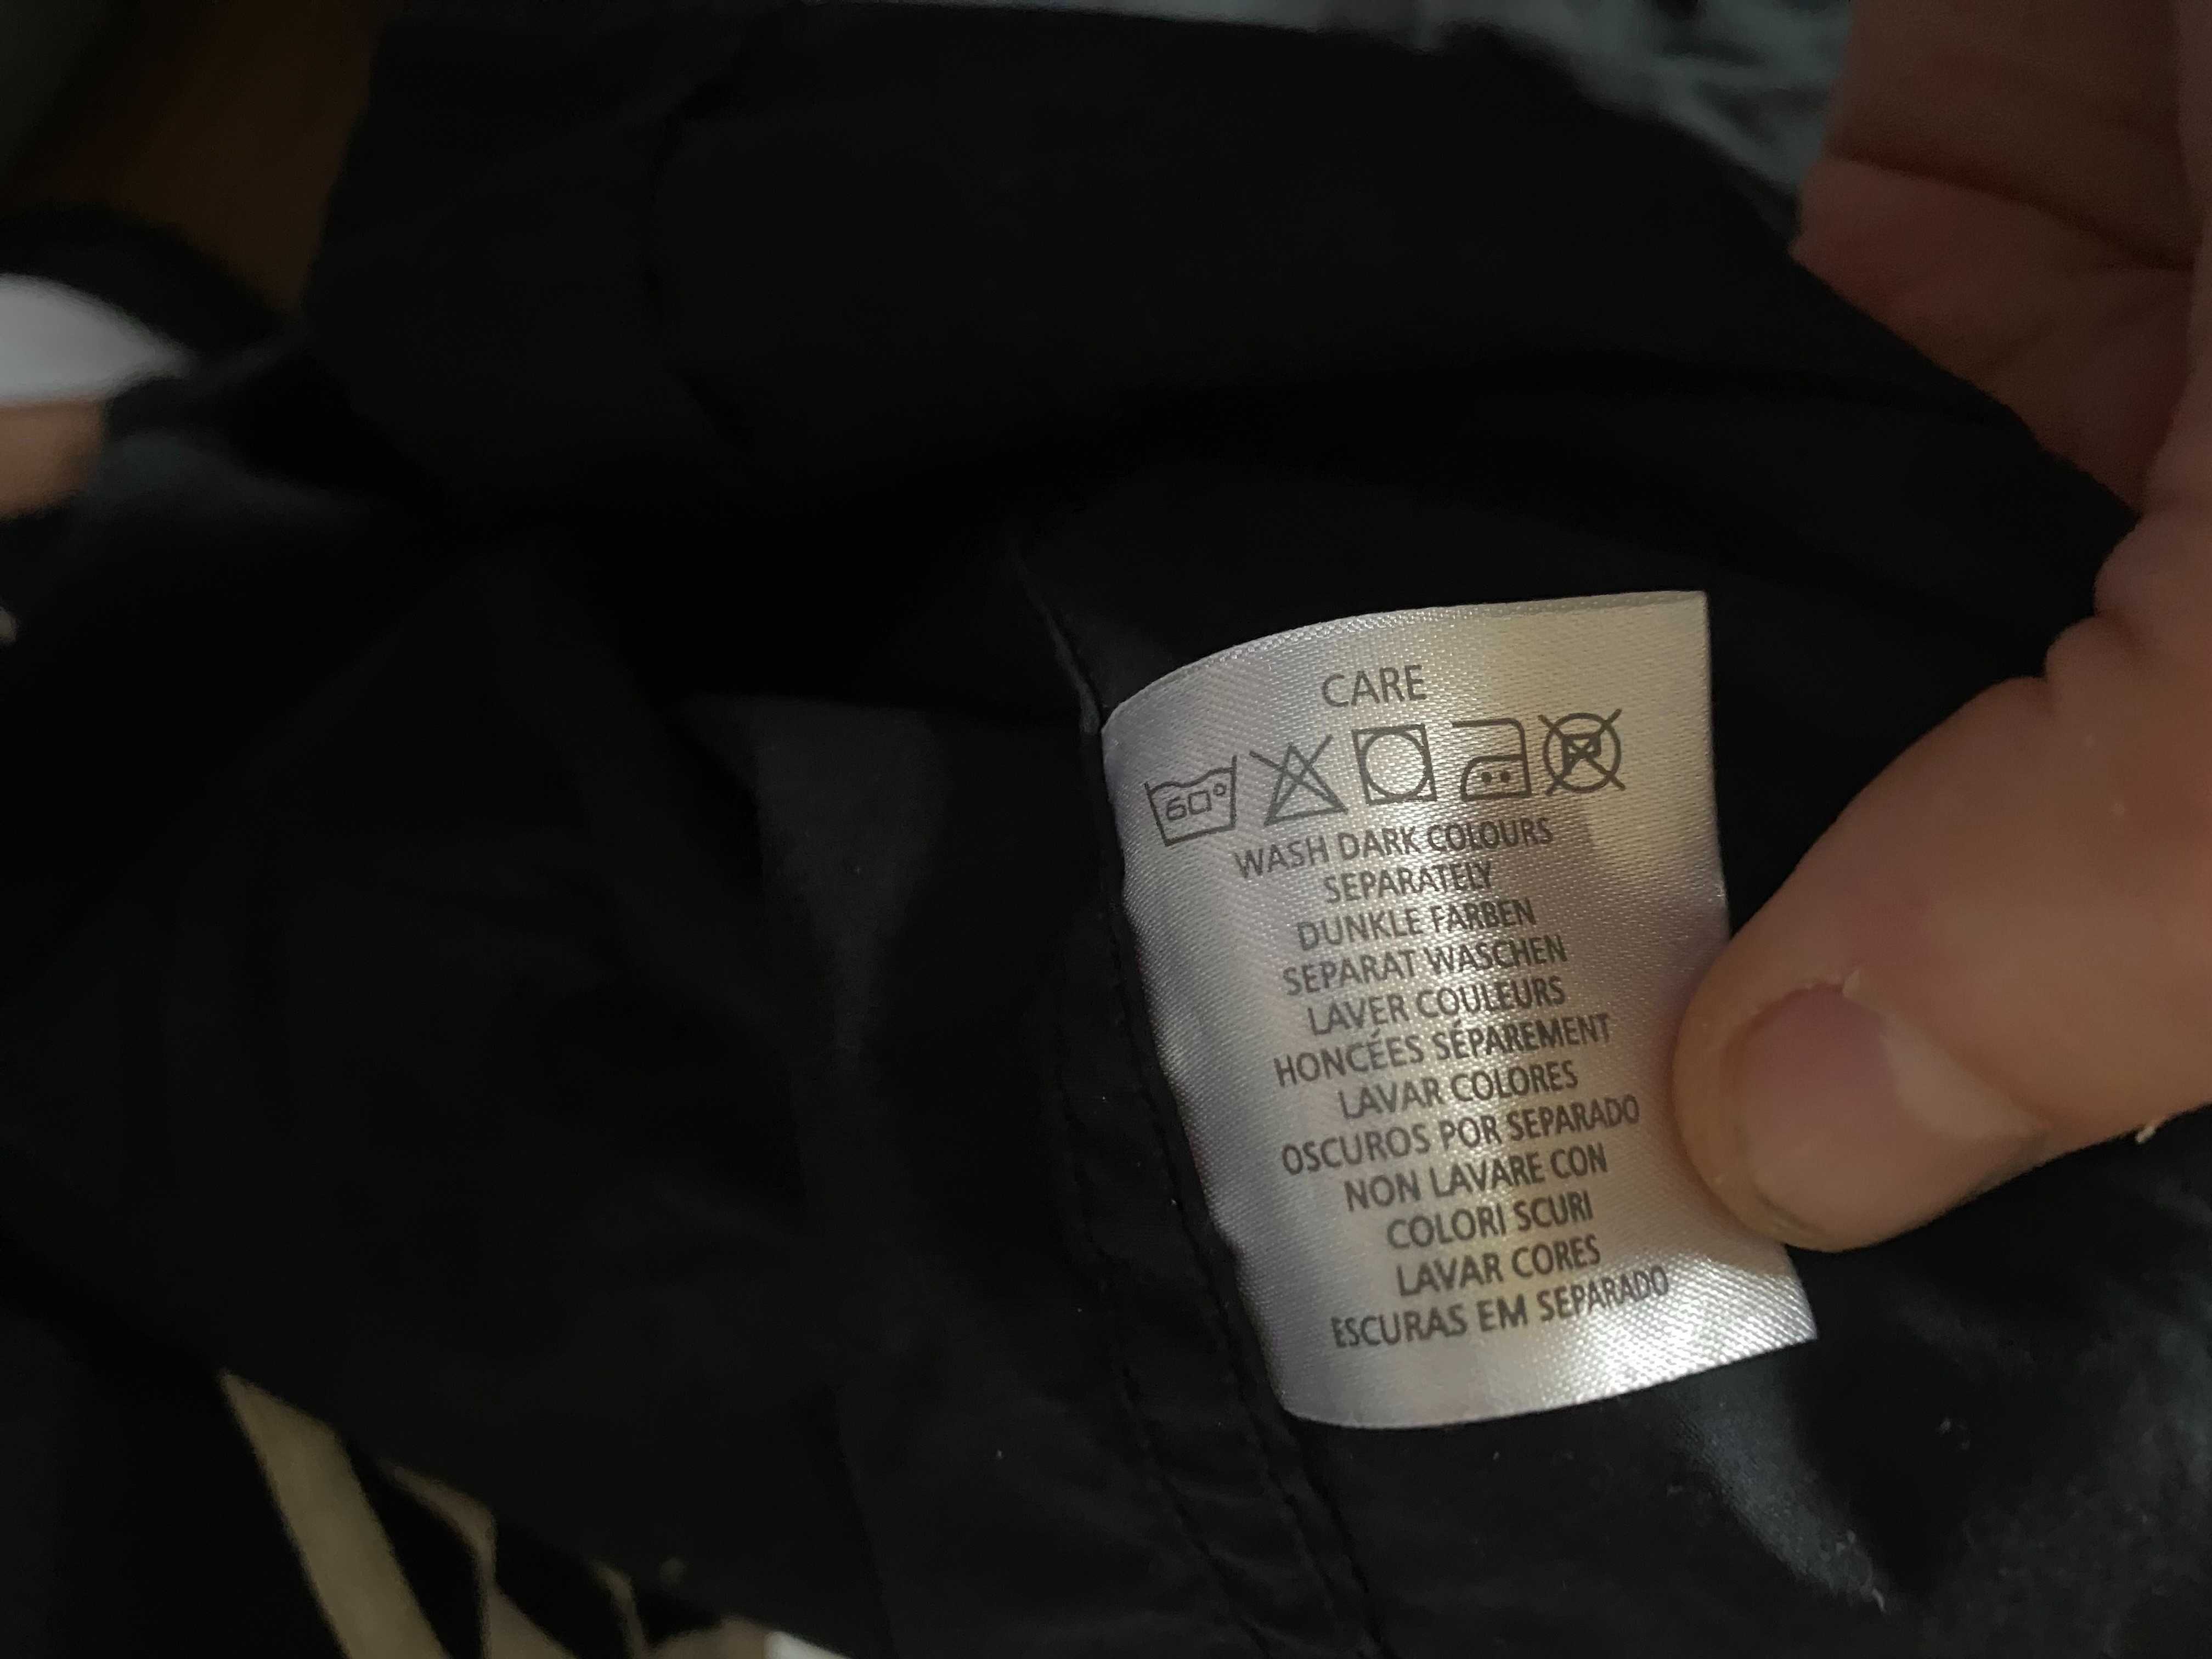 CARE
60°
WASH DARK COLOURS
SEPARATELY
DUNKLE FARBEN
SEPARAT WASCHEN
LAVER COULEURS
HONCÉES SÉPAREMENT
LAVAR COLORES
OSCUROS POR SEPARADO
NON LAVARE CON
COLORI SCURI
LAVAR CORES
ESCURAS EM SEPARADO